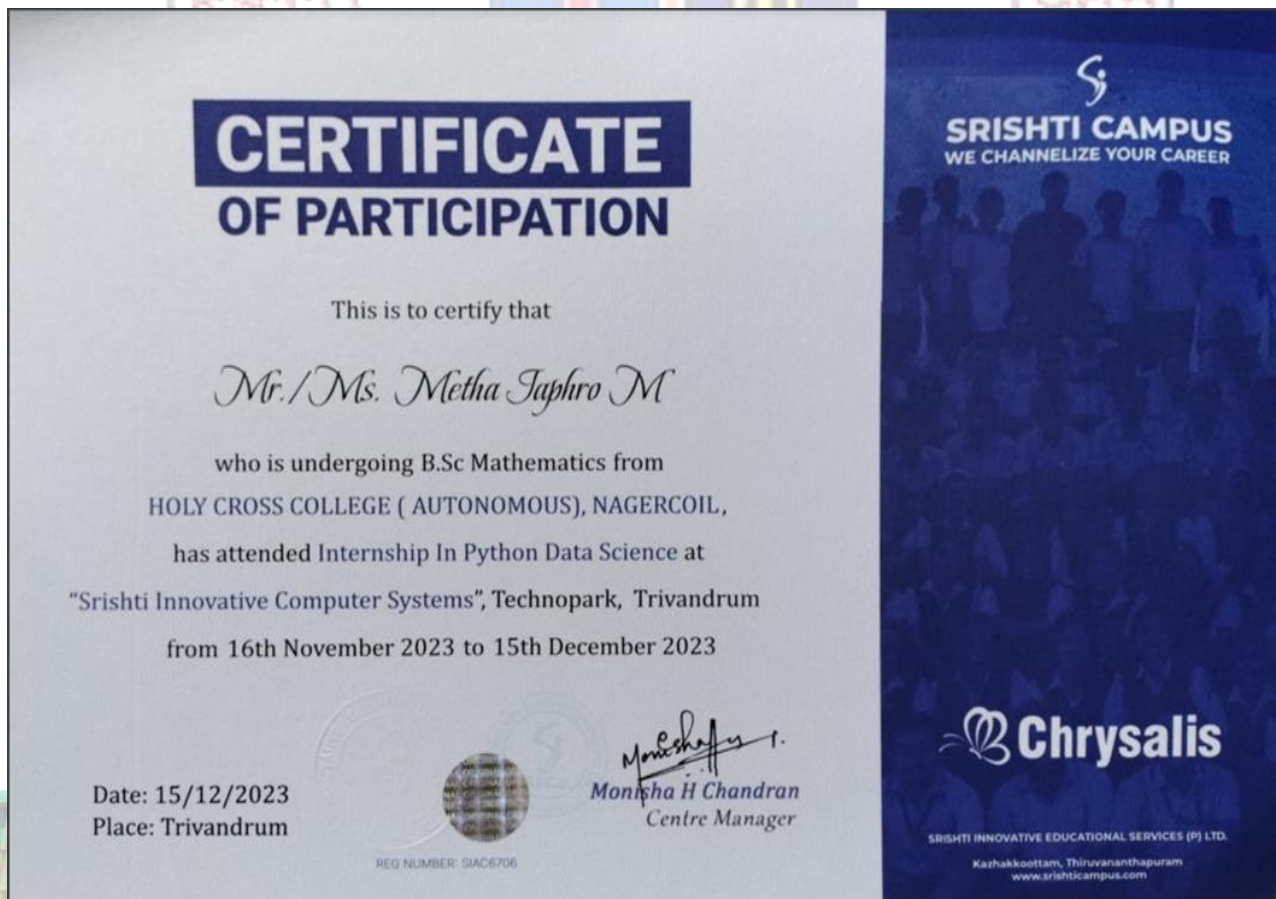 CERTIFICATE
OF PARTICIPATION
This is to certify that
Mr./Ms. Metha Japhro M
who is undergoing B.Sc Mathematics from
HOLY CROSS COLLEGE ( AUTONOMOUS), NAGERCOIL,
has attended Internship In Python Data Science at
“Srishti Innovative Computer Systems”, Technopark, Trivandrum
from 16th November 2023 to 15th December 2023
Date: 15/12/2023
Place: Trivandrum
REG NUMBER: SIAC6706
Monisha H Chandran
Centre Manager
SRISHTI CAMPUS
WE CHANNELIZE YOUR CAREER
Chrysalis
SRISHTI INNOVATIVE EDUCATIONAL SERVICES (P) LTD.
Kazhakkoottam, Thiruvananthapuram
www.srishticampus.com